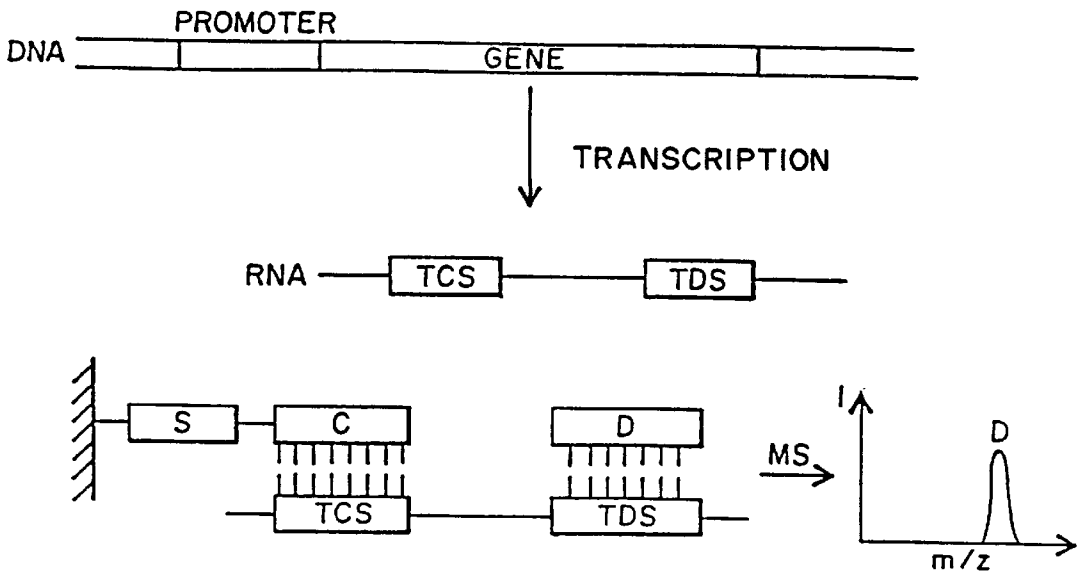 PROMOTER
DNA
GENE
TRANSCRIPTION
RNA
TCS
TDS
S
C
D
TCS
TDS
MS
I
D
m/z